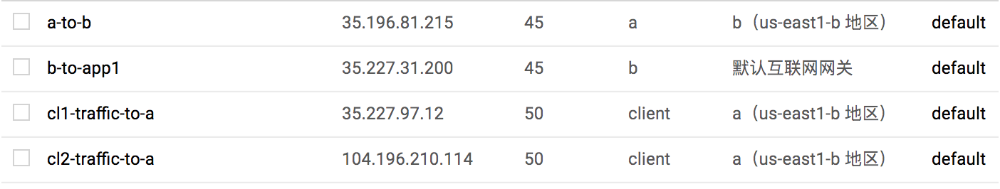 a-to-b 35.196.81.215 45 a b（us-east1-b 地区） default
b-to-app1 35.227.31.200 45 b 默认互联网网关 default
cl1-traffic-to-a 35.227.97.12 50 client a（us-east1-b 地区） default
cl2-traffic-to-a 104.196.210.114 50 client a（us-east1-b 地区） default